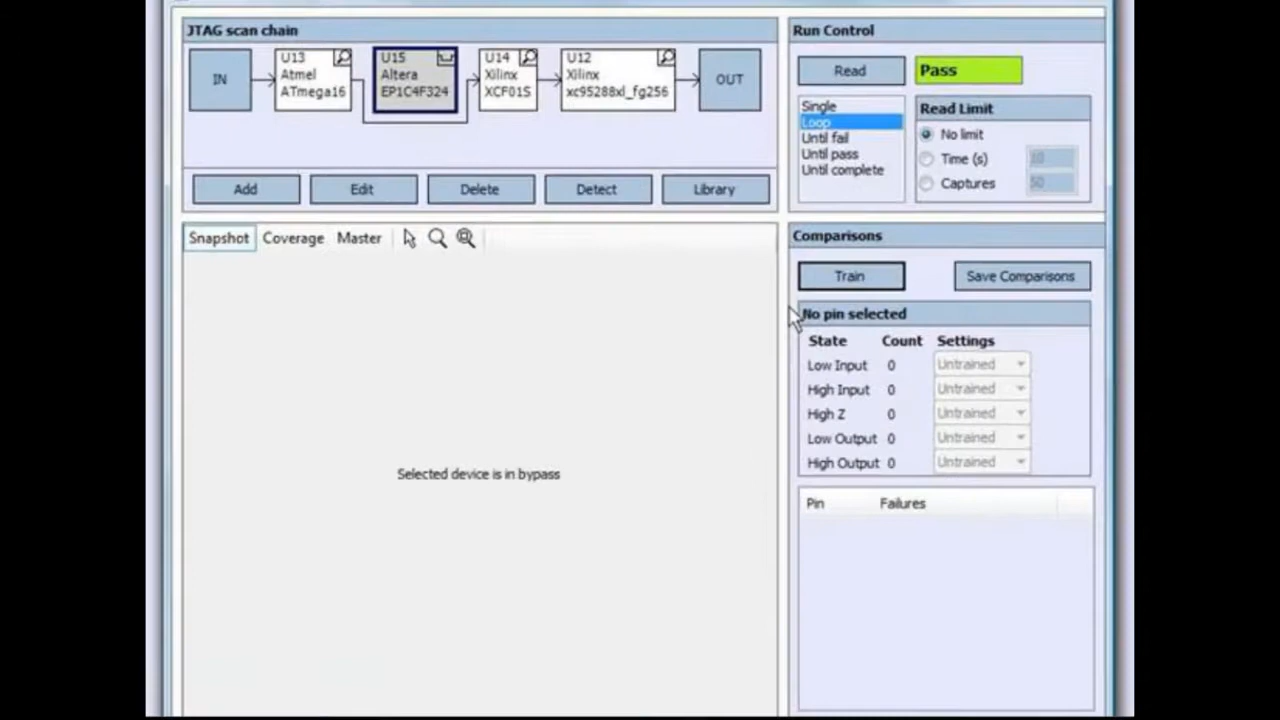 JTAG scan chain
IN
U13
Atmel
ATmega16
U15
Altera
EP1C4F324
U14
Xilinx
XCF01S
U12
Xilinx
xc95288xl_fg256
OUT
Add
Edit
Delete
Detect
Library
Run Control
Read
Pass
Single
Loop
Until fail
Until pass
Until complete
Read Limit
No limit
Time (s) 10
Captures 50
Snapshot Coverage Master
Selected device is in bypass
Comparisons
Train
Save Comparisons
No pin selected
State Count Settings
Low Input 0 Untrained
High Input 0 Untrained
High Z 0 Untrained
Low Output 0 Untrained
High Output 0 Untrained
Pin Failures